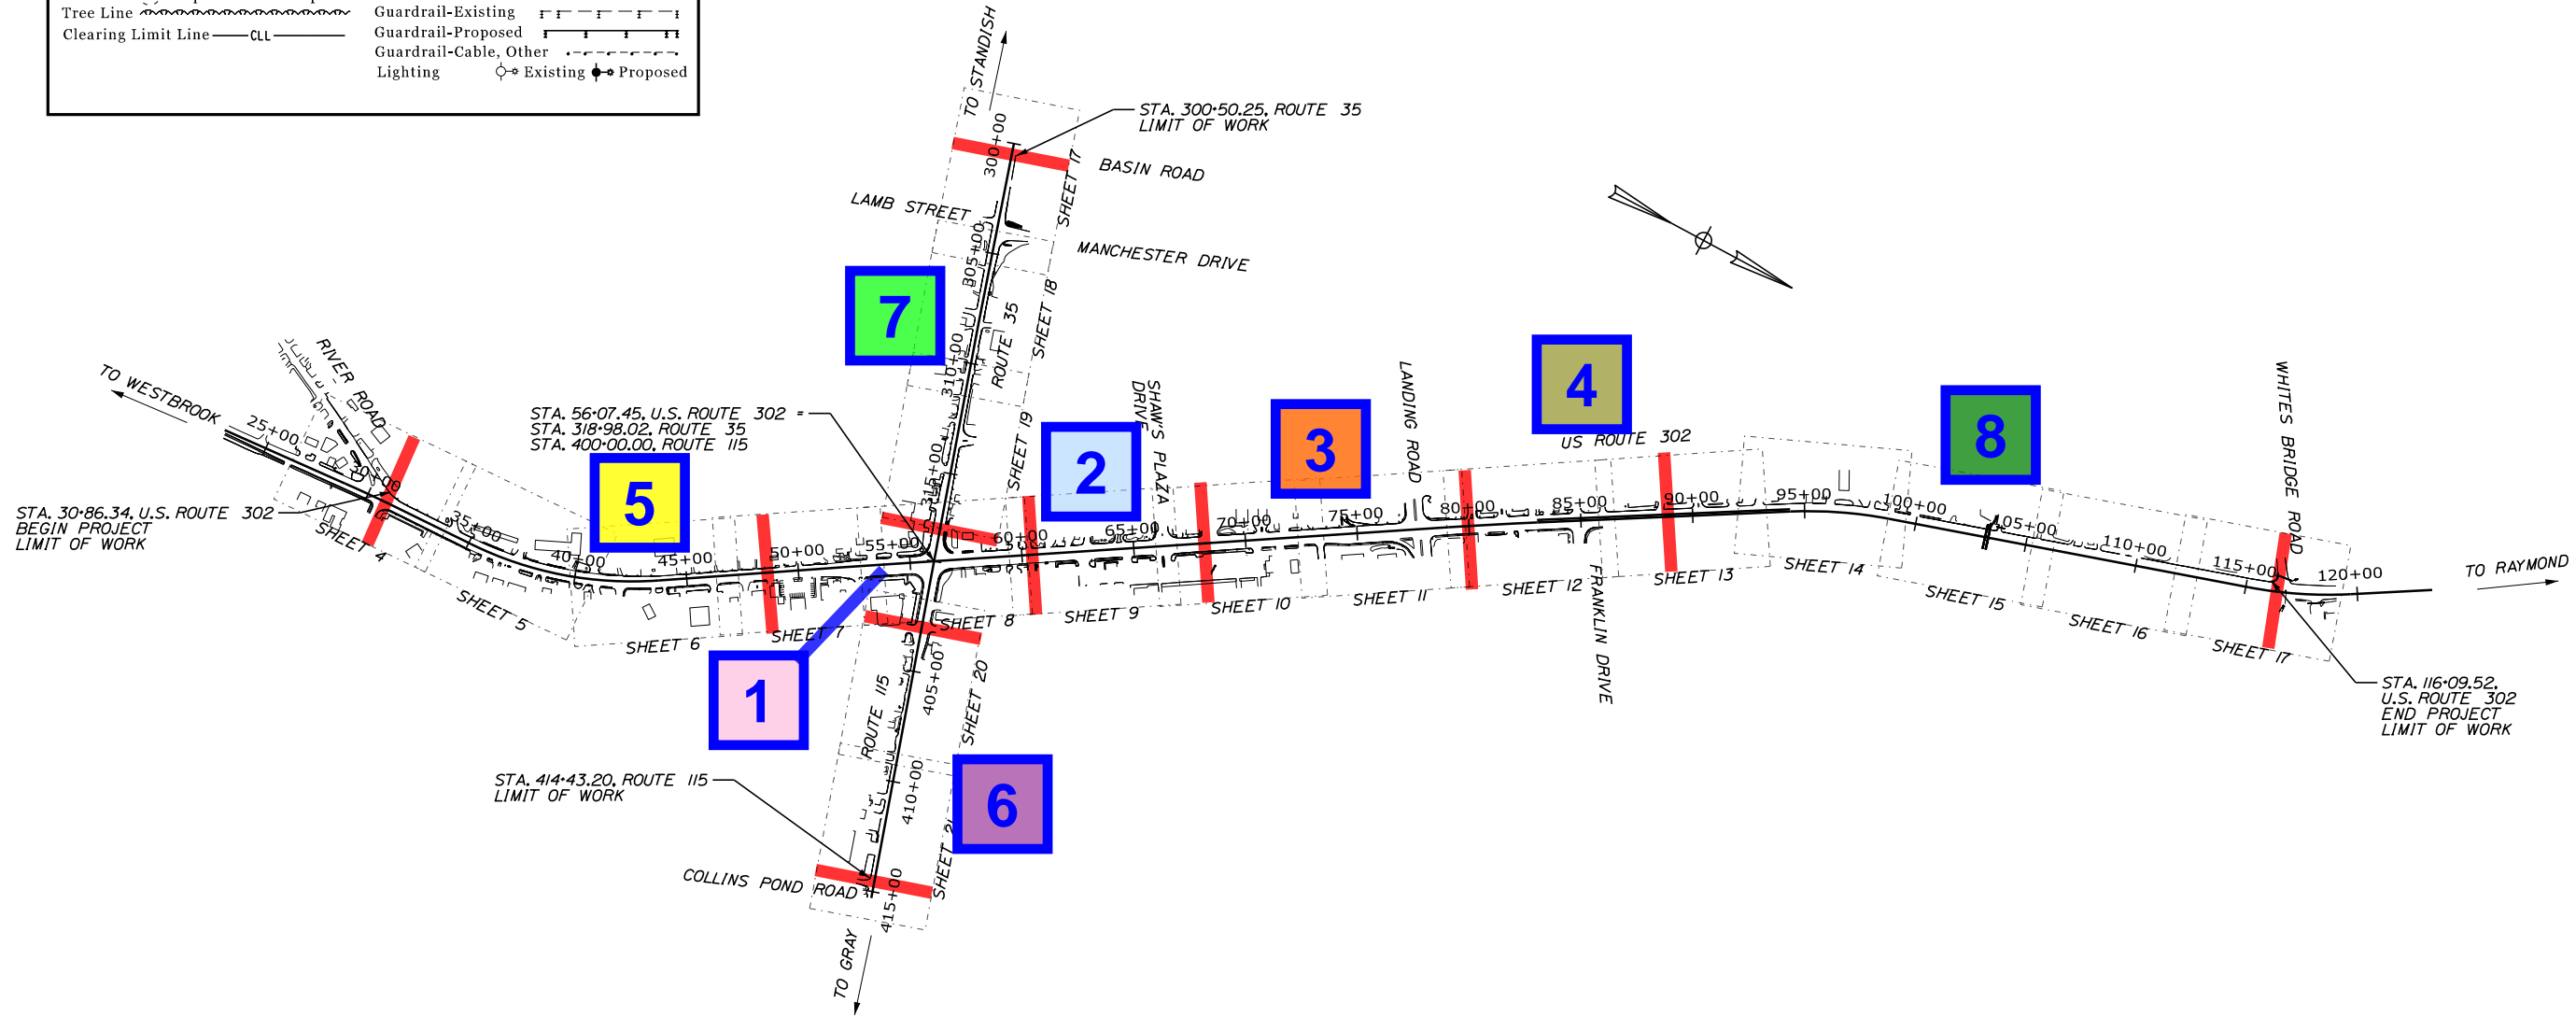 Tree Line
Clearing Limit Line CLL
Guardrail-Existing
Guardrail-Proposed
Guardrail-Cable, Other
Lighting Existing Proposed
TO STANDISH
STA. 300+50.25, ROUTE 35
LIMIT OF WORK
300+00
SHEET 17
BASIN ROAD
LAMB STREET
MANCHESTER DRIVE
305+00
7
ROUTE 35
SHEET 18
310+00
315+00
SHEET 19
TO WESTBROOK
RIVER ROAD
25+00
30+00
STA. 30+86.34, U.S. ROUTE 302
BEGIN PROJECT
LIMIT OF WORK
SHEET 4
35+00
SHEET 5
STA. 56+07.45, U.S. ROUTE 302 =
STA. 318+98.02, ROUTE 35
STA. 400+00.00, ROUTE 115
5
40+00
45+00
SHEET 6
50+00
SHEET 7
55+00
60+00
SHEET 8
2
SHAW'S PLAZA
DRIVE
65+00
SHEET 9
3
70+00
SHEET 10
75+00
SHEET 11
LANDING ROAD
80+00
SHEET 12
4
US ROUTE 302
85+00
FRANKLIN DRIVE
90+00
SHEET 13
95+00
SHEET 14
8
100+00
SHEET 15
105+00
110+00
SHEET 16
115+00
SHEET 17
WHITES BRIDGE ROAD
120+00
TO RAYMOND
STA. 116+09.52,
U.S. ROUTE 302
END PROJECT
LIMIT OF WORK
1
ROUTE 115
405+00
SHEET 20
6
STA. 414+43.20, ROUTE 115
LIMIT OF WORK
410+00
SHEET 21
COLLINS POND ROAD
415+00
TO GRAY